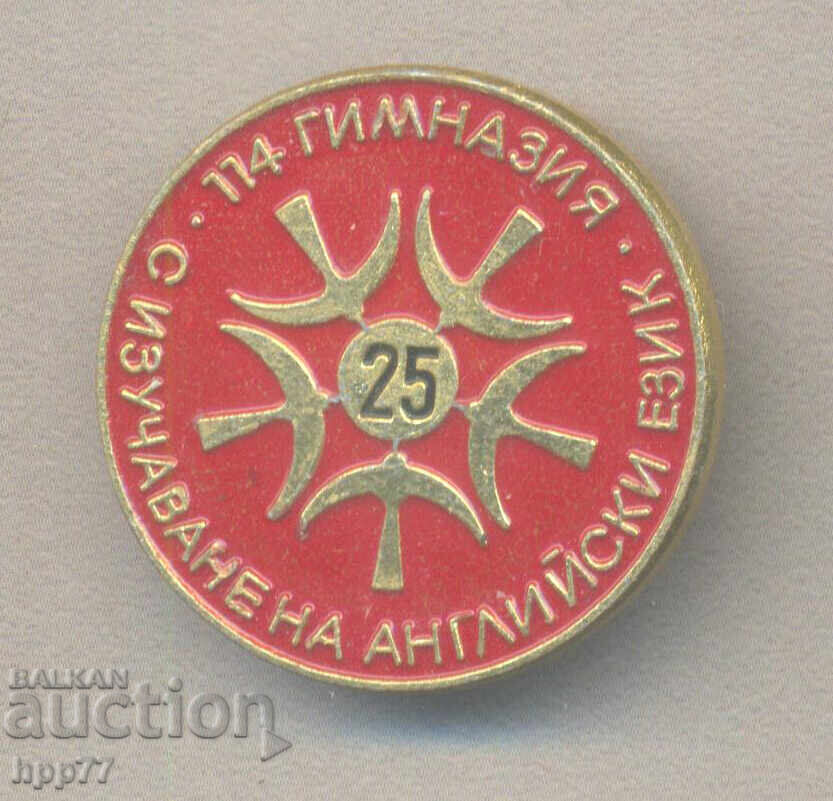 · 114 ГИМНАЗИЯ ·
С ИЗУЧАВАНЕ НА АНГЛИЙСКИ ЕЗИК
25
BALKAN
auction
hpp77